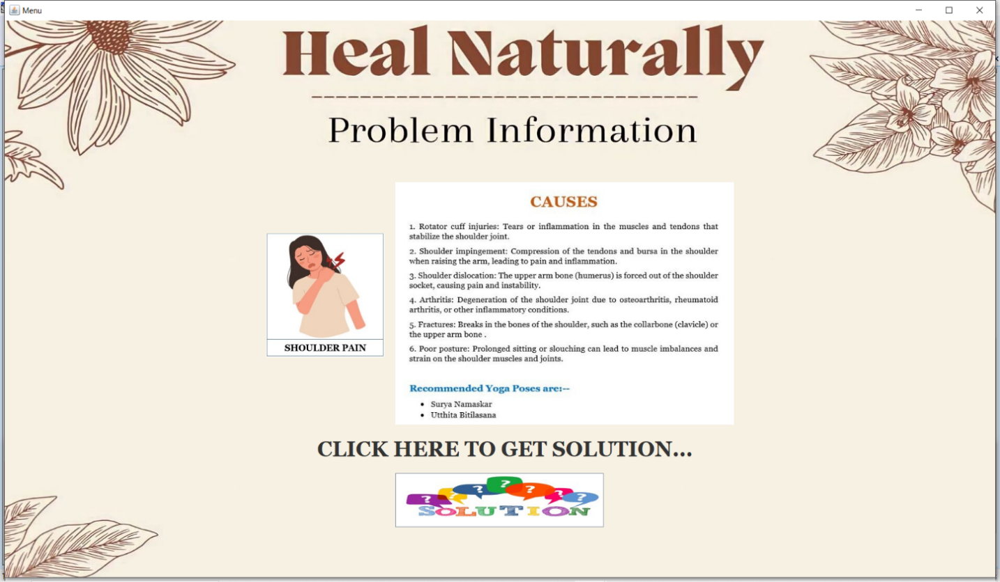 Menu
Heal Naturally
Problem Information
CAUSES
1. Rotator cuff injuries: Tears or inflammation in the muscles and tendons that
stabilize the shoulder joint.
2. Shoulder impingement: Compression of the tendons and bursa in the shoulder
when raising the arm, leading to pain and inflammation.
3. Shoulder dislocation: The upper arm bone (humerus) is forced out of the shoulder
socket, causing pain and instability.
4. Arthritis: Degeneration of the shoulder joint due to osteoarthritis, rheumatoid
arthritis, or other inflammatory conditions.
5. Fractures: Breaks in the bones of the shoulder, such as the collarbone (clavicle) or
the upper arm bone .
6. Poor posture: Prolonged sitting or slouching can lead to muscle imbalances and
strain on the shoulder muscles and joints.
SHOULDER PAIN
Recommended Yoga Poses are:--
• Surya Namaskar
• Utthita Bitilasana
CLICK HERE TO GET SOLUTION...
? ? ? ? ? ? ?
SOLUTION